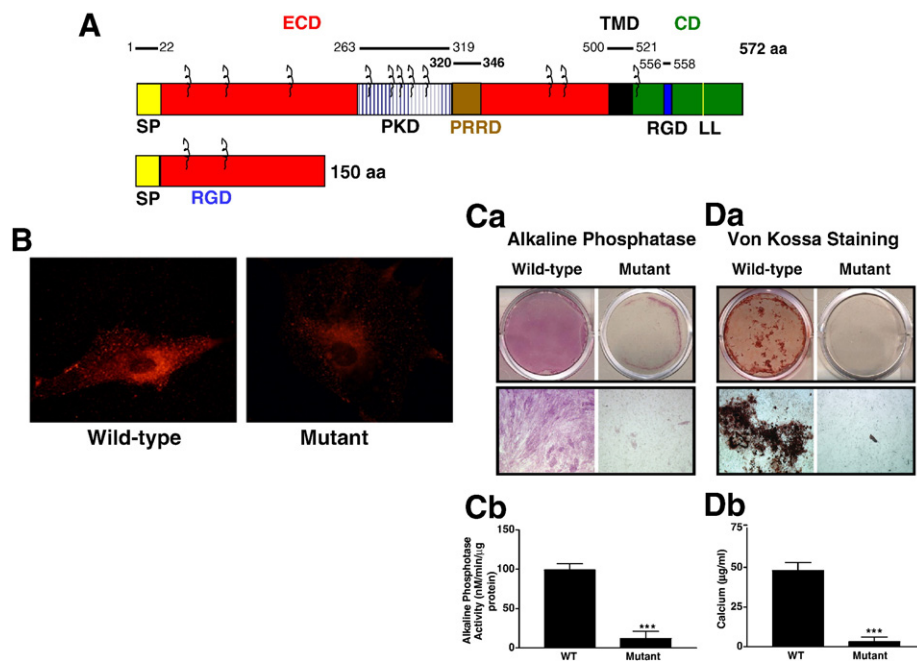 A
ECD
TMD
CD
1 22
263 319
500 521
572 aa
320 346
556 558
SP
PKD
PRRD
RGD
LL
SP
RGD
150 aa
B
Wild-type
Mutant
Ca
Alkaline Phosphatase
Wild-type Mutant
Da
Von Kossa Staining
Wild-type Mutant
Cb
Alkaline Phosphotase
Activity (nM/min/µg
protein)
150
100
50
0
***
WT Mutant
Db
Calcium (µg/ml)
75
50
25
0
***
WT Mutant